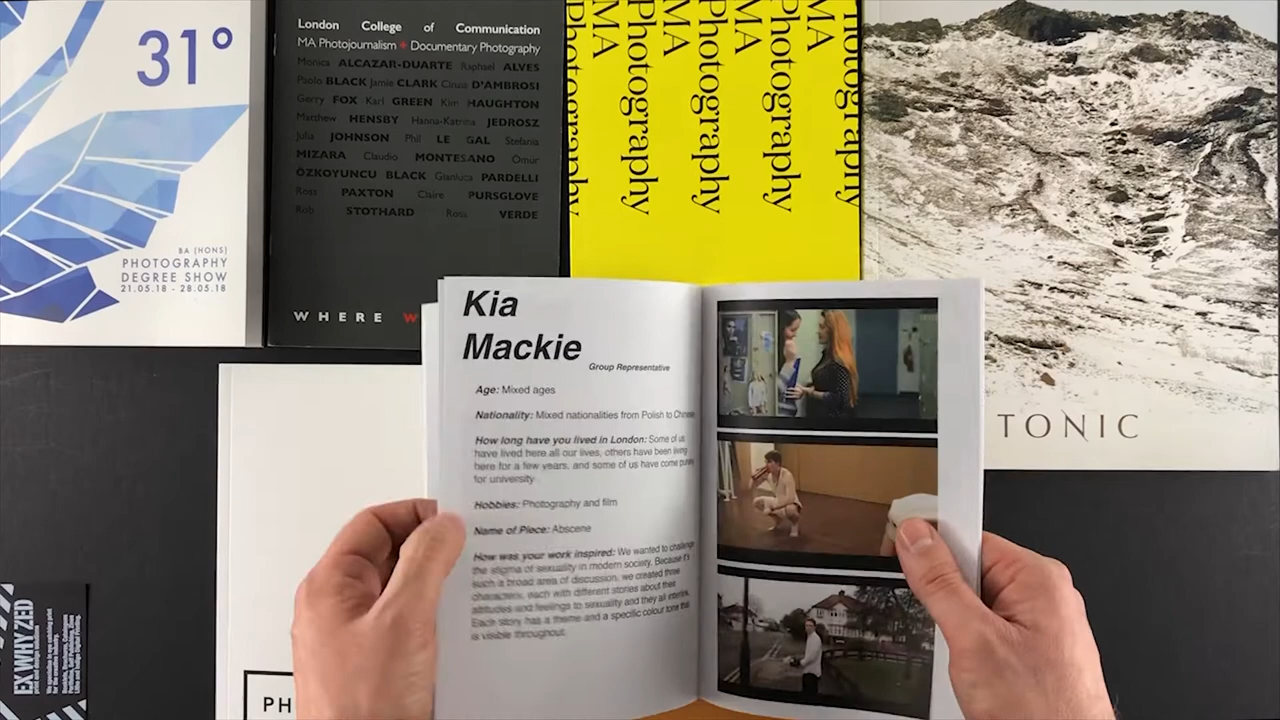 31°
BA (HONS)
PHOTOGRAPHY
DEGREE SHOW
21.05.18 - 28.05.18
London College of Communication
MA Photojournalism + Documentary Photography
Monica ALCAZAR-DUARTE Raphael ALVES
Paolo BLACK Jamie CLARK Cinzia D'AMBROSI
Gerry FOX Karl GREEN Kim HAUGHTON
Matthew HENSBY Hanna-Katrina JEDROSZ
Julia JOHNSON Phil LE GAL Stefania
MIZARA Claudio MONTESANO Omur
ÖZKOYUNCU BLACK Gianluca PARDELLI
Ross PAXTON Claire PURSGLOVE
Rob STOTHARD Ross VERDE
WHERE W
Photography
MA
Photography
MA
Photography
MA
Photography
MA
Photography
TONIC
Kia
Mackie
Group Representative
Age: Mixed ages
Nationality: Mixed nationalities from Polish to Chinese
How long have you lived in London: Some of us
have lived here all our lives, others have been living
here for a few years, and some of us have come purely
for university
Hobbies: Photography and film
Name of Piece: Abscene
How was your work inspired: We wanted to challenge
the stigma of sexuality in modern society. Because it's
such a broad area of discussion, we created three
characters, each with different stories about their
attitudes and feelings to sexuality and they all interlink.
Each story has a theme and a specific colour tone that
is visible throughout.
EX WHY ZED
PH